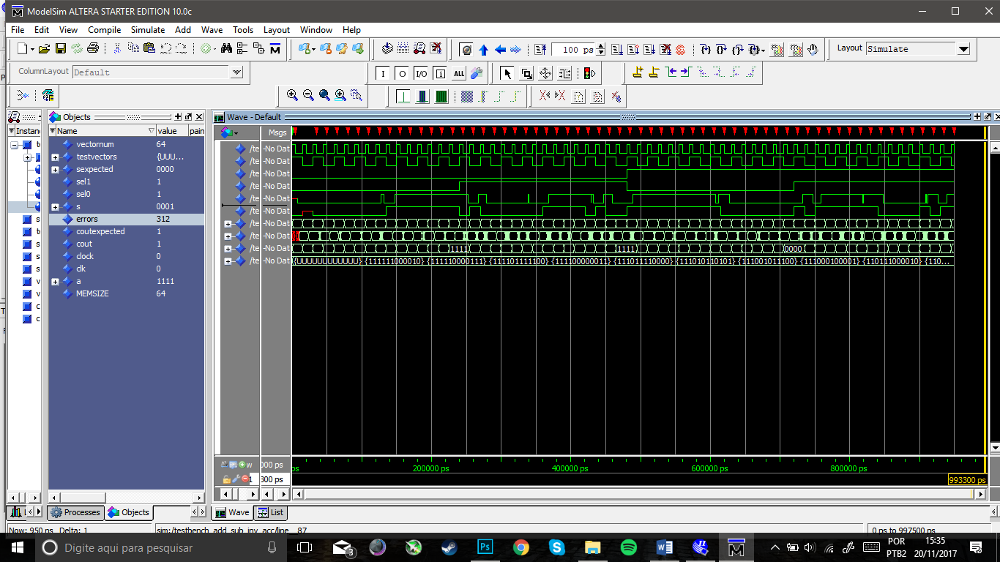 ModelSim ALTERA STARTER EDITION 10.0c
File Edit View Compile Simulate Add Wave Tools Layout Window Help
100 ps
Layout Simulate
ColumnLayout Default
I O I/O i ALL
Objects
Wave - Default
Instanc
Name value pain
Msgs
vectornum 64
testvectors {UUU...
sexpected 0000
sel1 1
sel0 1
s 0001
errors 312
coutexpected 1
cout 1
clock 0
clk 0
a 1111
MEMSIZE 64
/te -No Dat
/te -No Dat
/te -No Dat
/te -No Dat
/te -No Dat
/te -No Dat
/te -No Dat
/te -No Dat
/te -No Dat 1111 1111 0000
/te -No Dat {UUUUUUUUUUUU} {111111000010} {111110000111} {111101111100} {111100000011} {111011110000} {111010110101} {111001011100} {111000100001} {110111000010} {110...
w 000 ps ps 200000 ps 400000 ps 600000 ps 800000 ps
1 300 ps 993300 ps
Processes Objects
Wave List
Now: 950 ns Delta: 1
sim:/testbench_add_sub_inv_acc/line__87
0 ps to 997500 ps
Digite aqui para pesquisar
3
Ps
POR
PTB2
15:35
20/11/2017